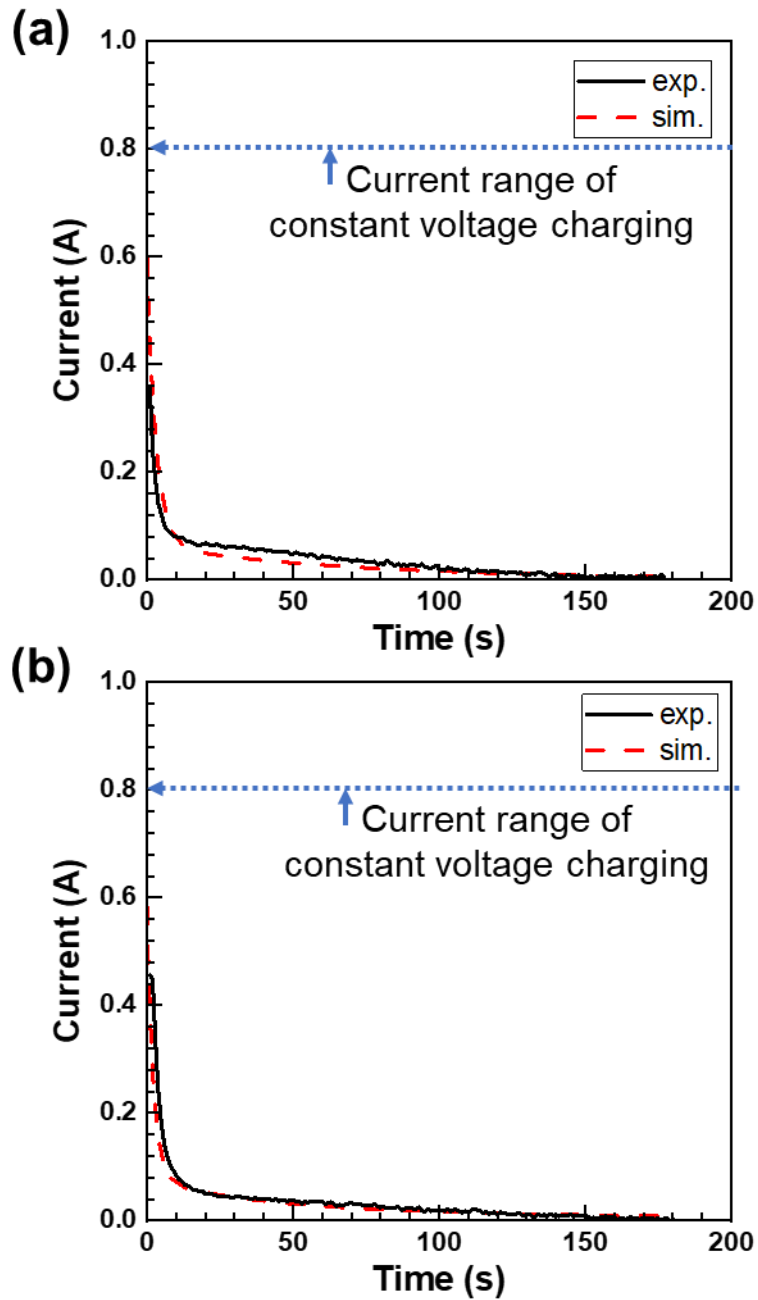 (a)
1.0
exp.
sim.
0.8
Current range of
constant voltage charging
0.6
Current (A)
0.4
0.2
0.0
0 50 100 150 200
Time (s)
(b)
1.0
exp.
sim.
0.8
Current range of
constant voltage charging
0.6
Current (A)
0.4
0.2
0.0
0 50 100 150 200
Time (s)